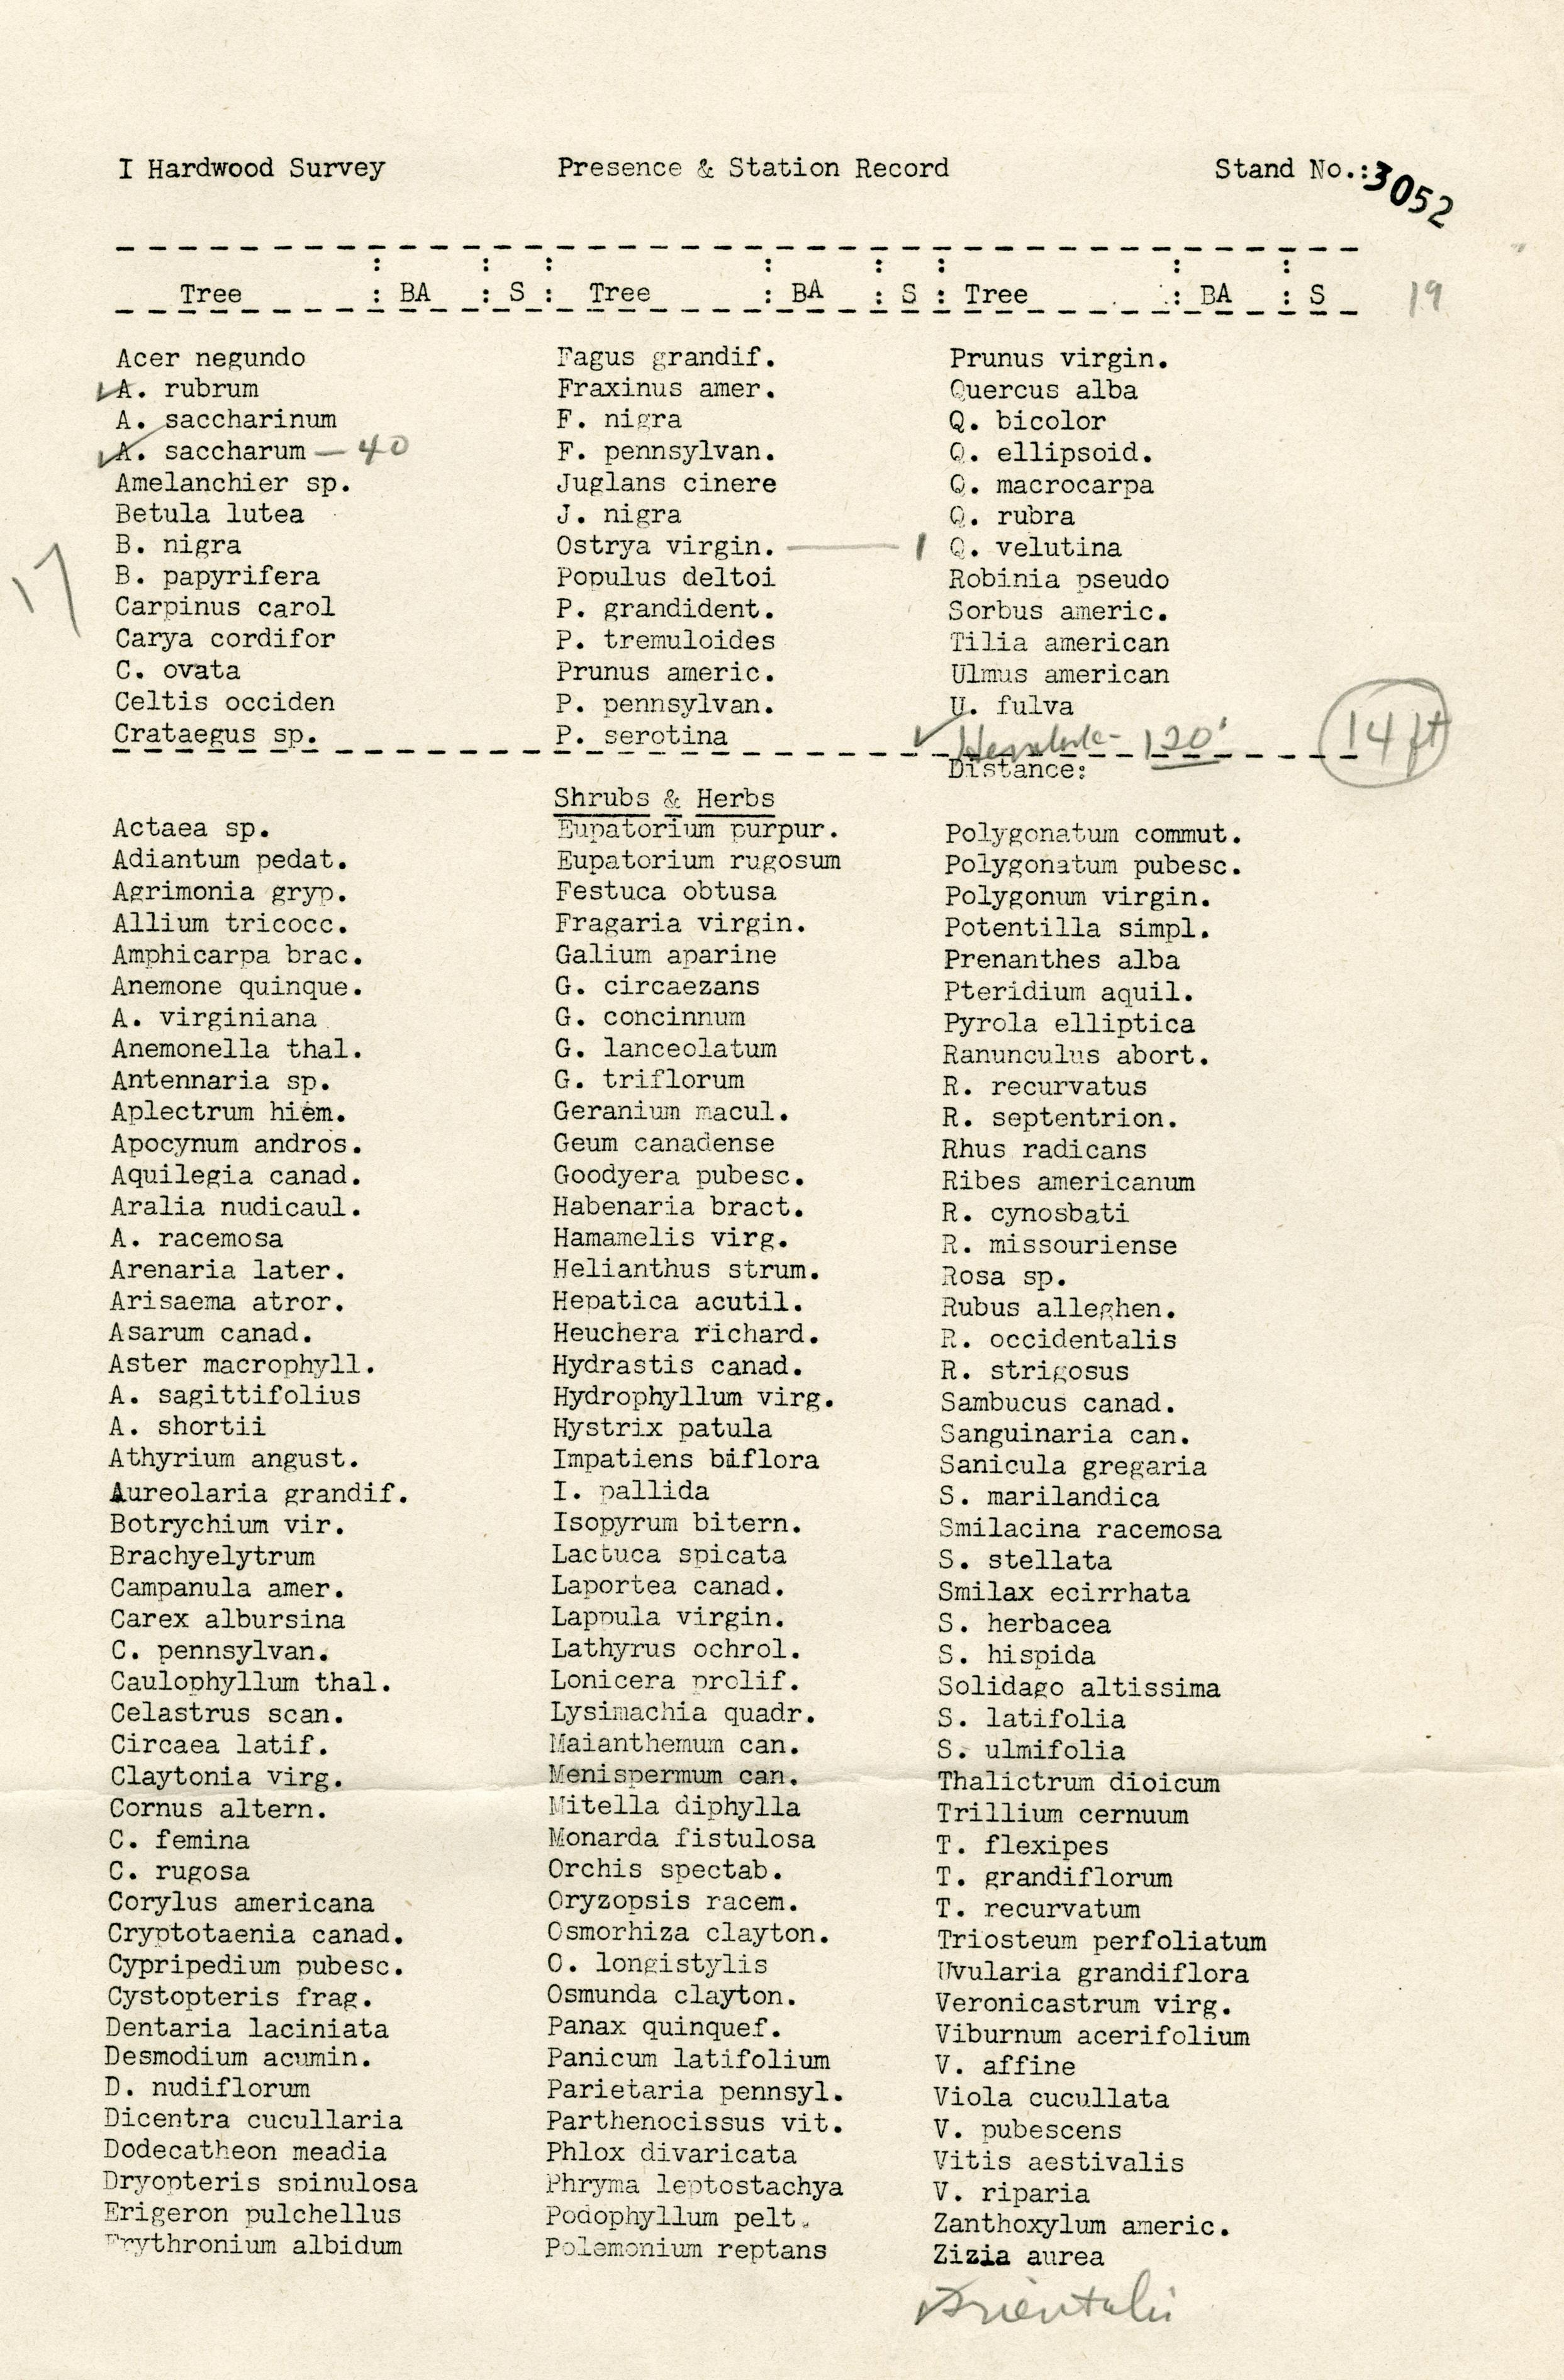 I Hardwood Survey Presence & Station Record Stand No.:3052
Tree : BA : S : Tree : BA : S : Tree : BA : S
19
Acer negundo Fagus grandif. Prunus virgin.
✓A. rubrum Fraxinus amer. Quercus alba
A. saccharinum F. nigra Q. bicolor
✓A. saccharum — 40 F. pennsylvan. Q. ellipsoid.
Amelanchier sp. Juglans cinere Q. macrocarpa
Betula lutea J. nigra Q. rubra
B. nigra Ostrya virgin. — 1 Q. velutina
17
B. papyrifera Populus deltoi Robinia pseudo
Carpinus carol P. grandident. Sorbus americ.
Carya cordifor P. tremuloides Tilia american
C. ovata Prunus americ. Ulmus american
Celtis occiden P. pennsylvan. U. fulva
Crataegus sp. P. serotina ✓ Hemlock - 120' 14 ft
Distance:
Shrubs & Herbs
Actaea sp. Eupatorium purpur. Polygonatum commut.
Adiantum pedat. Eupatorium rugosum Polygonatum pubesc.
Agrimonia gryp. Festuca obtusa Polygonum virgin.
Allium tricocc. Fragaria virgin. Potentilla simpl.
Amphicarpa brac. Galium aparine Prenanthes alba
Anemone quinque. G. circaezans Pteridium aquil.
A. virginiana G. concinnum Pyrola elliptica
Anemonella thal. G. lanceolatum Ranunculus abort.
Antennaria sp. G. triflorum R. recurvatus
Aplectrum hiem. Geranium macul. R. septentrion.
Apocynum andros. Geum canadense Rhus radicans
Aquilegia canad. Goodyera pubesc. Ribes americanum
Aralia nudicaul. Habenaria bract. R. cynosbati
A. racemosa Hamamelis virg. R. missouriense
Arenaria later. Helianthus strum. Rosa sp.
Arisaema atror. Hepatica acutil. Rubus alleghen.
Asarum canad. Heuchera richard. R. occidentalis
Aster macrophyll. Hydrastis canad. R. strigosus
A. sagittifolius Hydrophyllum virg. Sambucus canad.
A. shortii Hystrix patula Sanguinaria can.
Athyrium angust. Impatiens biflora Sanicula gregaria
Aureolaria grandif. I. pallida S. marilandica
Botrychium vir. Isopyrum bitern. Smilacina racemosa
Brachyelytrum Lactuca spicata S. stellata
Campanula amer. Laportea canad. Smilax ecirrhata
Carex albursina Lappula virgin. S. herbacea
C. pennsylvan. Lathyrus ochrol. S. hispida
Caulophyllum thal. Lonicera prolif. Solidago altissima
Celastrus scan. Lysimachia quadr. S. latifolia
Circaea latif. Maianthemum can. S. ulmifolia
Claytonia virg. Menispermum can. Thalictrum dioicum
Cornus altern. Mitella diphylla Trillium cernuum
C. femina Monarda fistulosa T. flexipes
C. rugosa Orchis spectab. T. grandiflorum
Corylus americana Oryzopsis racem. T. recurvatum
Cryptotaenia canad. Osmorhiza clayton. Triosteum perfoliatum
Cypripedium pubesc. O. longistylis Uvularia grandiflora
Cystopteris frag. Osmunda clayton. Veronicastrum virg.
Dentaria laciniata Panax quinquef. Viburnum acerifolium
Desmodium acumin. Panicum latifolium V. affine
D. nudiflorum Parietaria pennsyl. Viola cucullata
Dicentra cucullaria Parthenocissus vit. V. pubescens
Dodecatheon meadia Phlox divaricata Vitis aestivalis
Dryopteris spinulosa Phryma leptostachya V. riparia
Erigeron pulchellus Podophyllum pelt. Zanthoxylum americ.
Erythronium albidum Polemonium reptans Zizia aurea